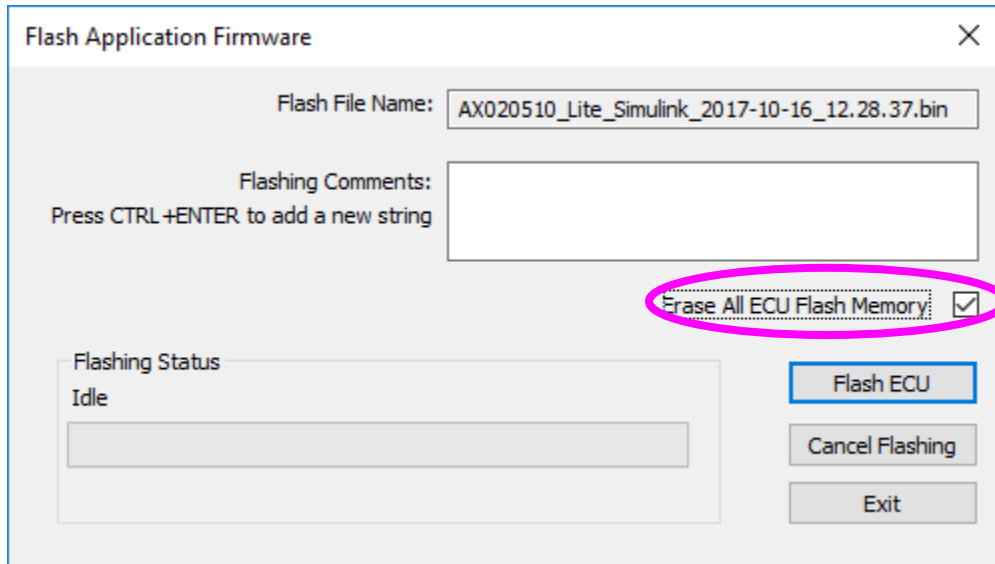 Flash Application Firmware
Flash File Name: AX020510_Lite_Simulink_2017-10-16_12.28.37.bin
Flashing Comments:
Press CTRL+ENTER to add a new string
Erase All ECU Flash Memory
Flashing Status
Idle
Flash ECU
Cancel Flashing
Exit